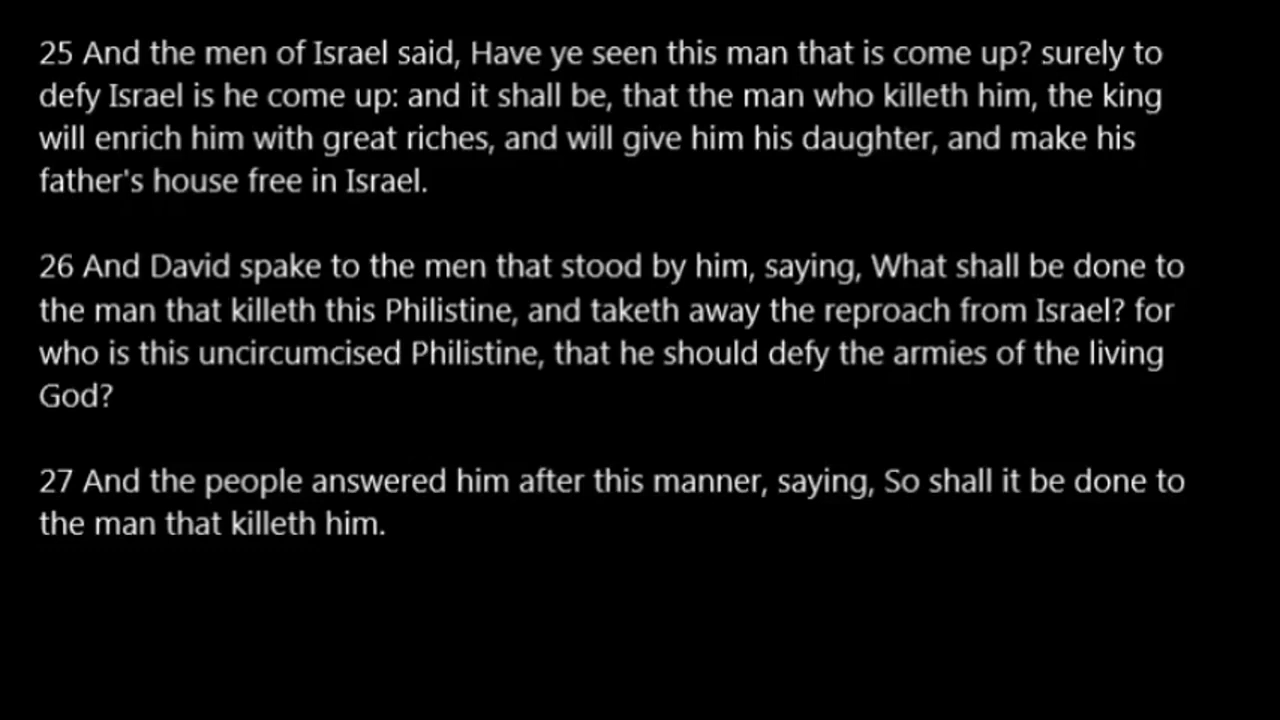 25 And the men of Israel said, Have ye seen this man that is come up? surely to
defy Israel is he come up: and it shall be, that the man who killeth him, the king
will enrich him with great riches, and will give him his daughter, and make his
father's house free in Israel.
26 And David spake to the men that stood by him, saying, What shall be done to
the man that killeth this Philistine, and taketh away the reproach from Israel? for
who is this uncircumcised Philistine, that he should defy the armies of the living
God?
27 And the people answered him after this manner, saying, So shall it be done to
the man that killeth him.